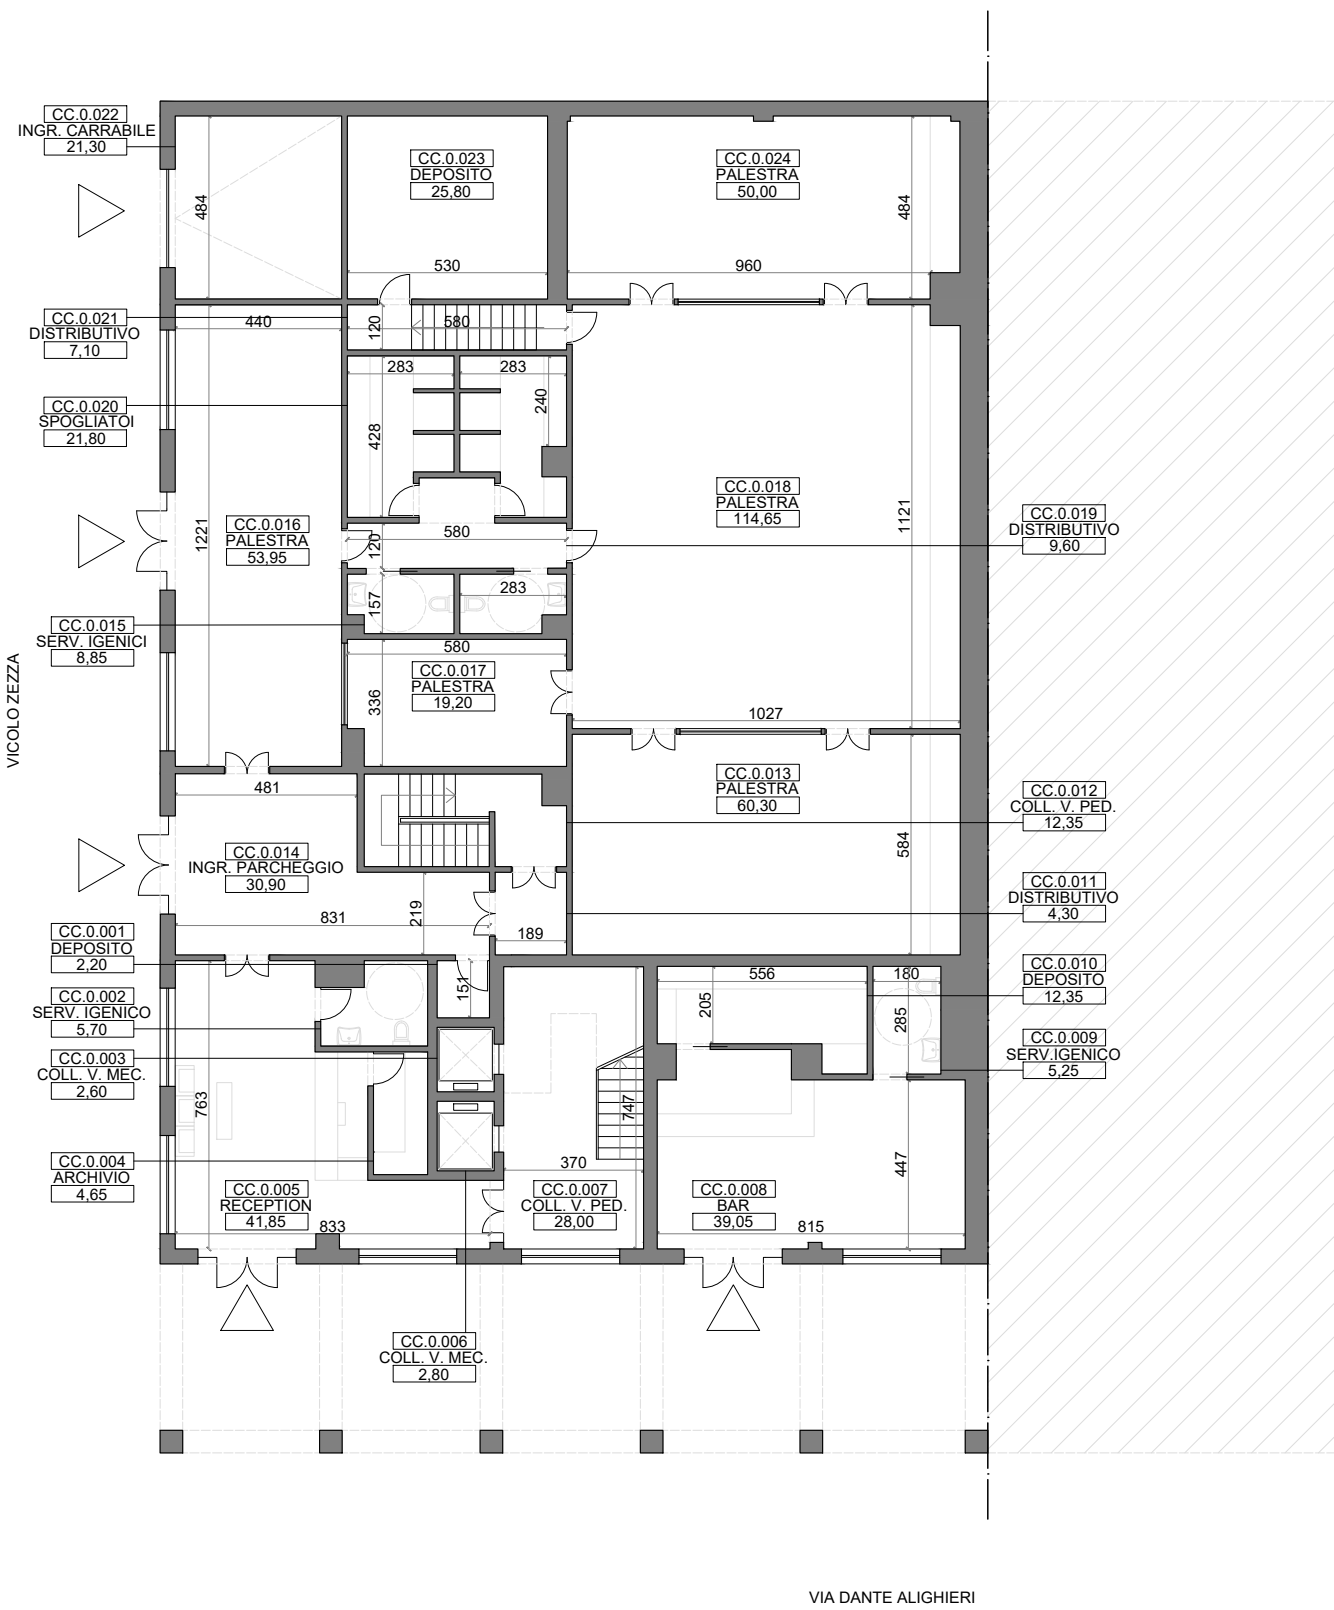 CC.0.022
INGR. CARRABILE
21,30
CC.0.023
DEPOSITO
25,80
CC.0.024
PALESTRA
50,00
484
484
530
960
CC.0.021
DISTRIBUTIVO
7,10
440
120
580
283
283
240
CC.0.020
SPOGLIATOI
21,80
428
CC.0.018
PALESTRA
114,65
1121
CC.0.019
DISTRIBUTIVO
9,60
1221
CC.0.016
PALESTRA
53,95
580
120
157
283
CC.0.015
SERV. IGENICI
8,85
580
CC.0.017
PALESTRA
19,20
336
1027
VICOLO ZEZZA
481
CC.0.013
PALESTRA
60,30
584
CC.0.012
COLL. V. PED.
12,35
CC.0.014
INGR. PARCHEGGIO
30,90
831
219
189
CC.0.011
DISTRIBUTIVO
4,30
CC.0.001
DEPOSITO
2,20
151
556
180
205
285
CC.0.010
DEPOSITO
12,35
CC.0.002
SERV. IGENICO
5,70
CC.0.009
SERV.IGENICO
5,25
CC.0.003
COLL. V. MEC.
2,60
763
747
CC.0.004
ARCHIVIO
4,65
370
447
CC.0.005
RECEPTION
41,85
833
CC.0.007
COLL. V. PED.
28,00
CC.0.008
BAR
39,05
815
CC.0.006
COLL. V. MEC.
2,80
VIA DANTE ALIGHIERI